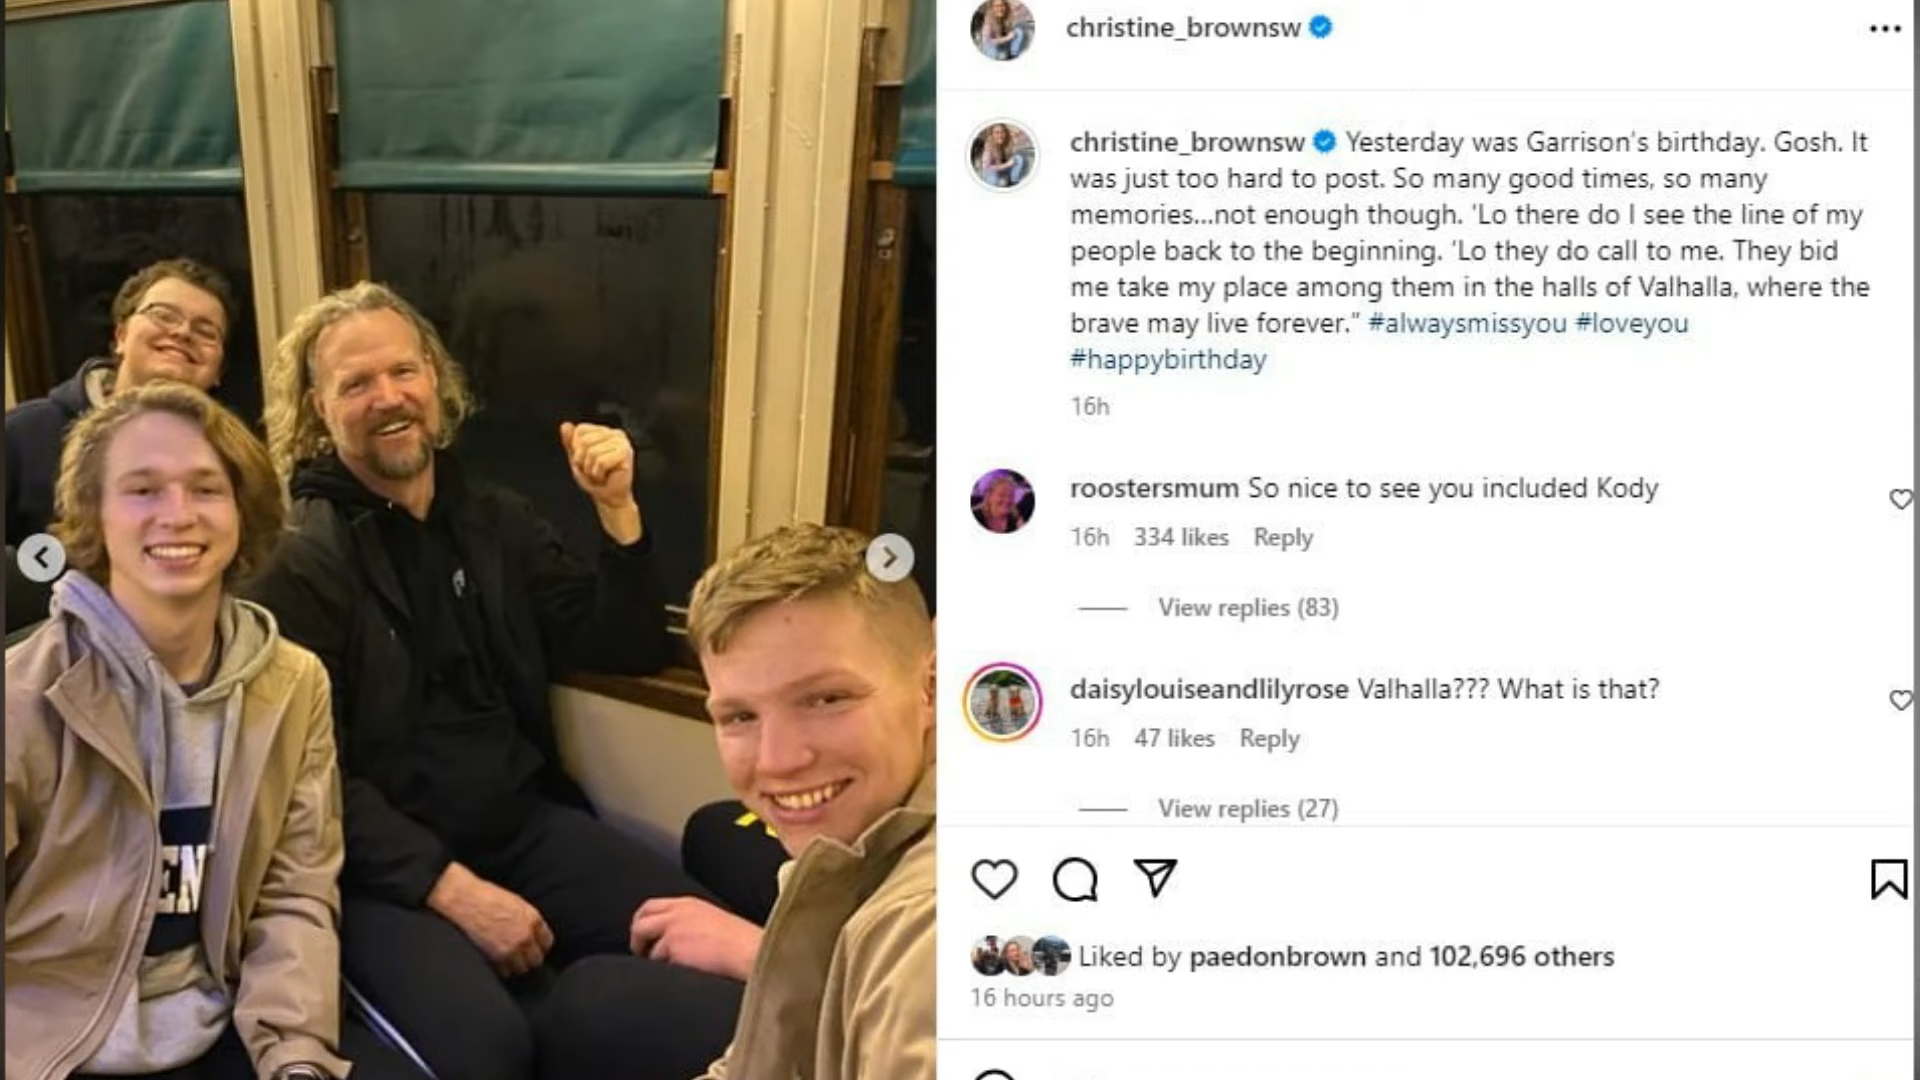 christine_brownsw
christine_brownsw Yesterday was Garrison's birthday. Gosh. It
was just too hard to post. So many good times, so many
memories...not enough though. 'Lo there do I see the line of my
people back to the beginning. 'Lo they do call to me. They bid
me take my place among them in the halls of Valhalla, where the
brave may live forever." #alwaysmissyou #loveyou
#happybirthday
16h
roostersmum So nice to see you included Kody
16h 334 likes Reply
View replies (83)
daisylouiseandlilyrose Valhalla??? What is that?
16h 47 likes Reply
View replies (27)
Liked by paedonbrown and 102,696 others
16 hours ago
EN